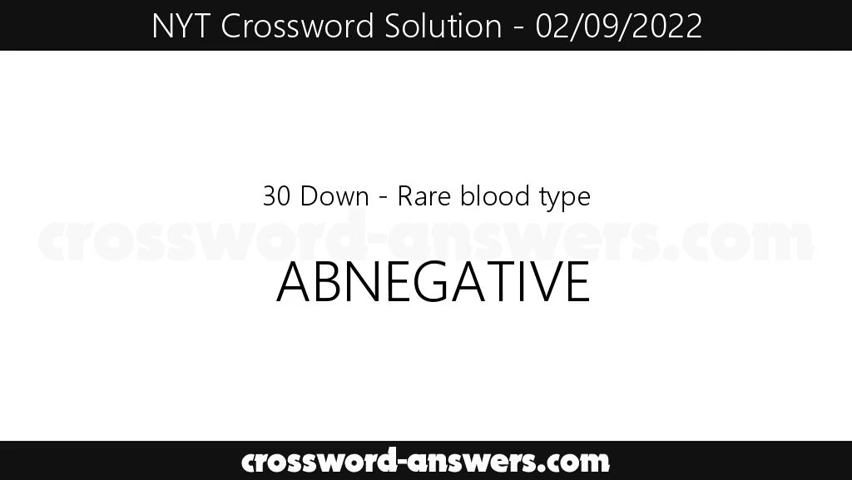 NYT Crossword Solution - 02/09/2022
30 Down - Rare blood type
crossword-answers.com
ABNEGATIVE
crossword-answers.com